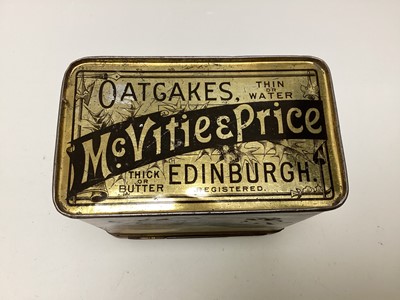 OATCAKES, THIN OR WATER
McVitie & Price
THICK OR BUTTER EDINBURGH.
REGISTERED.